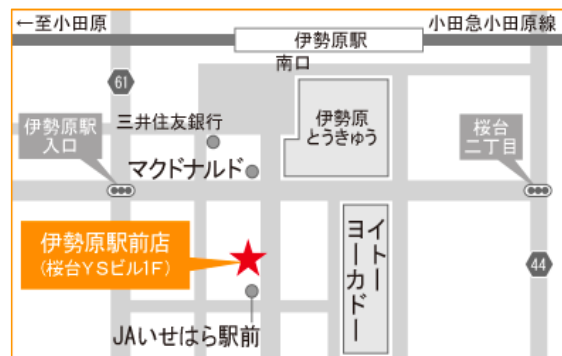 ←至小田原
伊勢原駅
小田急小田原線
南口
61
伊勢原駅
入口
三井住友銀行
マクドナルド
伊勢原
とうきゅう
桜台
二丁目
伊勢原駅前店
(桜台YSビル1F)
イトー
ヨーカドー
44
JAいせはら駅前